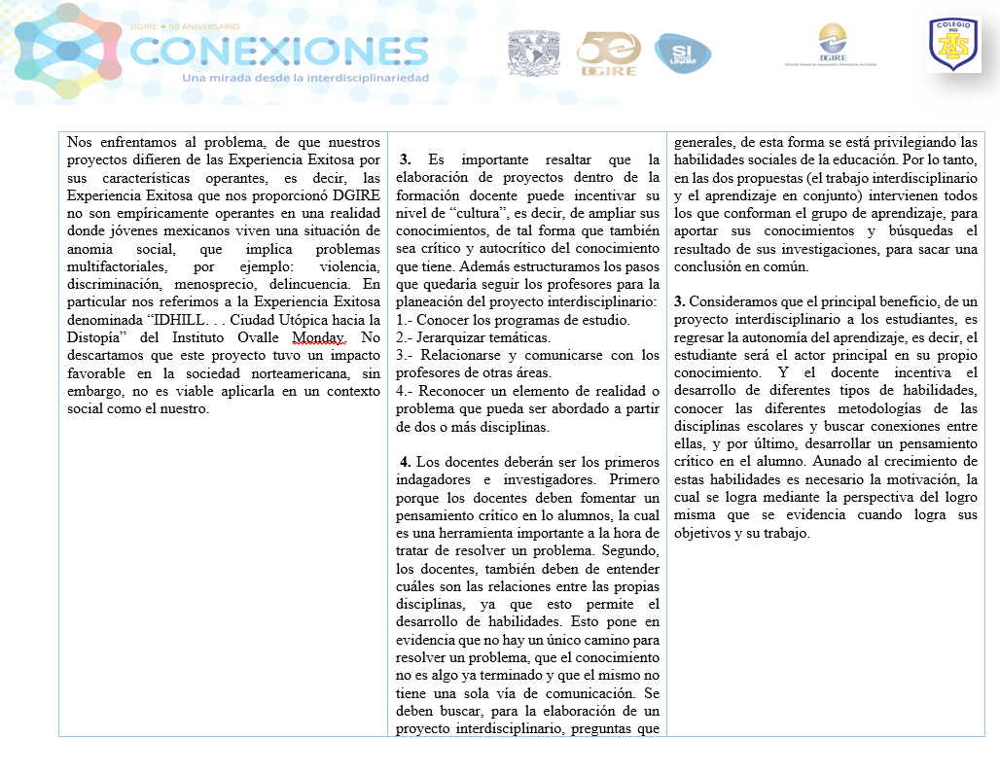 DGIRE • 50 ANIVERSARIO
CONEXIONES
Una mirada desde la interdisciplinariedad
50
DGIRE
SI
UNAM
DGIRE
Dirección General de Incorporación y Revalidación de Estudios
COLEGIO
ING
Nos enfrentamos al problema, de que nuestros
proyectos difieren de las Experiencia Exitosa por
sus características operantes, es decir, las
Experiencia Exitosa que nos proporcionó DGIRE
no son empíricamente operantes en una realidad
donde jóvenes mexicanos viven una situación de
anomia social, que implica problemas
multifactoriales, por ejemplo: violencia,
discriminación, menosprecio, delincuencia. En
particular nos referimos a la Experiencia Exitosa
denominada “IDHILL. . . Ciudad Utópica hacia la
Distopía” del Instituto Ovalle Monday. No
descartamos que este proyecto tuvo un impacto
favorable en la sociedad norteamericana, sin
embargo, no es viable aplicarla en un contexto
social como el nuestro.
3. Es importante resaltar que la
elaboración de proyectos dentro de la
formación docente puede incentivar su
nivel de “cultura”, es decir, de ampliar sus
conocimientos, de tal forma que también
sea crítico y autocrítico del conocimiento
que tiene. Además estructuramos los pasos
que quedaría seguir los profesores para la
planeación del proyecto interdisciplinario:
1.- Conocer los programas de estudio.
2.- Jerarquizar temáticas.
3.- Relacionarse y comunicarse con los
profesores de otras áreas.
4.- Reconocer un elemento de realidad o
problema que pueda ser abordado a partir
de dos o más disciplinas.
4. Los docentes deberán ser los primeros
indagadores e investigadores. Primero
porque los docentes deben fomentar un
pensamiento crítico en lo alumnos, la cual
es una herramienta importante a la hora de
tratar de resolver un problema. Segundo,
los docentes, también deben de entender
cuáles son las relaciones entre las propias
disciplinas, ya que esto permite el
desarrollo de habilidades. Esto pone en
evidencia que no hay un único camino para
resolver un problema, que el conocimiento
no es algo ya terminado y que el mismo no
tiene una sola vía de comunicación. Se
deben buscar, para la elaboración de un
proyecto interdisciplinario, preguntas que
generales, de esta forma se está privilegiando las
habilidades sociales de la educación. Por lo tanto,
en las dos propuestas (el trabajo interdisciplinario
y el aprendizaje en conjunto) intervienen todos
los que conforman el grupo de aprendizaje, para
aportar sus conocimientos y búsquedas el
resultado de sus investigaciones, para sacar una
conclusión en común.
3. Consideramos que el principal beneficio, de un
proyecto interdisciplinario a los estudiantes, es
regresar la autonomía del aprendizaje, es decir, el
estudiante será el actor principal en su propio
conocimiento. Y el docente incentiva el
desarrollo de diferentes tipos de habilidades,
conocer las diferentes metodologías de las
disciplinas escolares y buscar conexiones entre
ellas, y por último, desarrollar un pensamiento
crítico en el alumno. Aunado al crecimiento de
estas habilidades es necesario la motivación, la
cual se logra mediante la perspectiva del logro
misma que se evidencia cuando logra sus
objetivos y su trabajo.